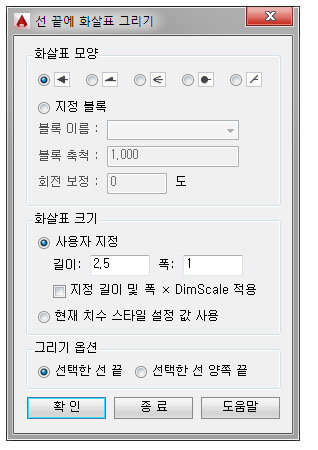 선 끝에 화살표 그리기
화살표 모양
지정 블록
블록 이름 :
블록 축척 : 1,000
회전 보정 : 0 도
화살표 크기
사용자 지정
길이: 2,5 폭: 1
지정 길이 및 폭 × DimScale 적용
현재 치수 스타일 설정 값 사용
그리기 옵션
선택한 선 끝 선택한 선 양쪽 끝
확 인 종 료 도움말